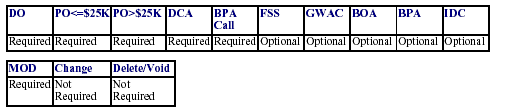 DO PO<=$25K PO>$25K DCA BPA Call FSS GWAC BOA BPA IDC
Required Required Required Required Required Optional Optional Optional Optional Optional
MOD Change Delete/Void
Required Not Required Not Required